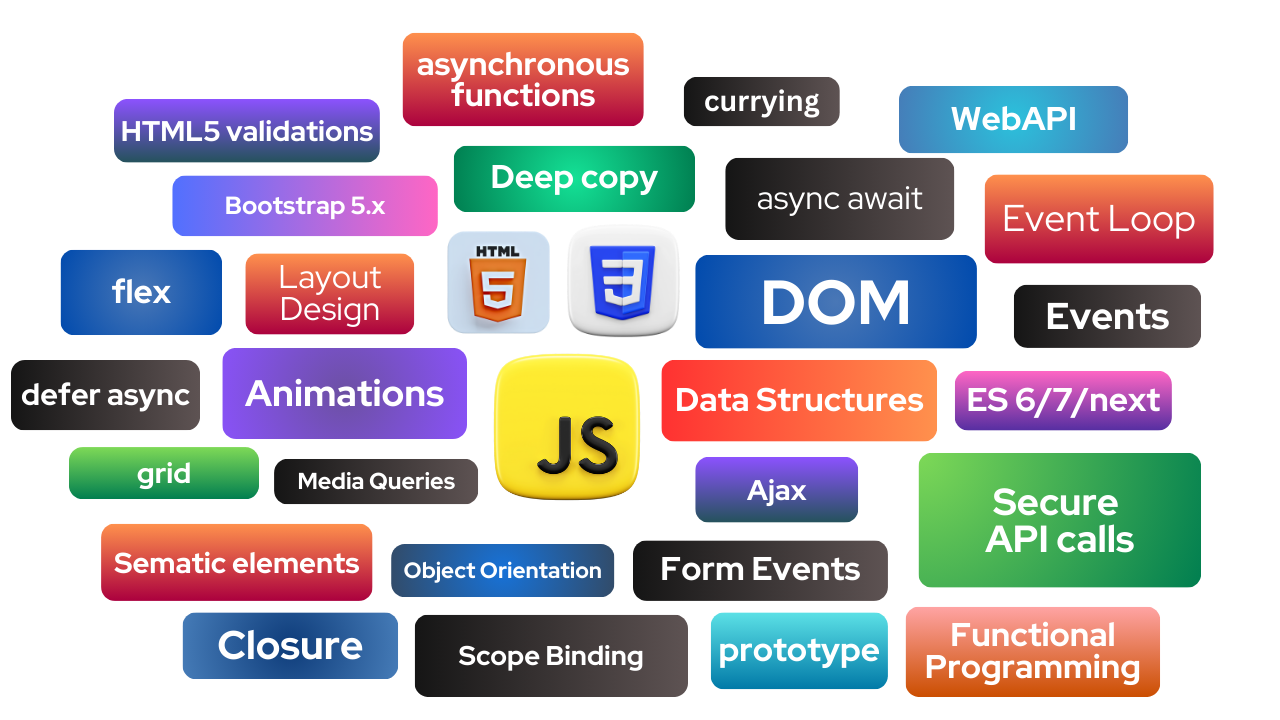 asynchronous
functions
currying
WebAPI
HTML5 validations
Deep copy
async await
Event Loop
Bootstrap 5.x
HTML
5
3
flex
Layout
Design
DOM
Events
defer async
Animations
JS
Data Structures
ES 6/7/next
grid
Media Queries
Ajax
Secure
API calls
Sematic elements
Object Orientation
Form Events
Closure
Scope Binding
prototype
Functional
Programming